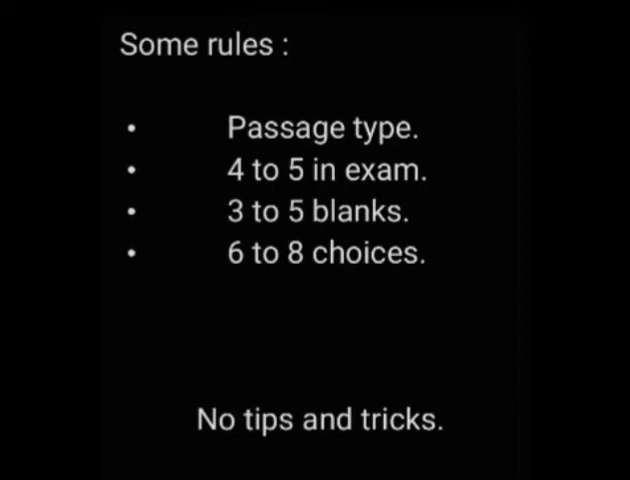 Some rules :
• Passage type.
• 4 to 5 in exam.
• 3 to 5 blanks.
• 6 to 8 choices.
No tips and tricks.